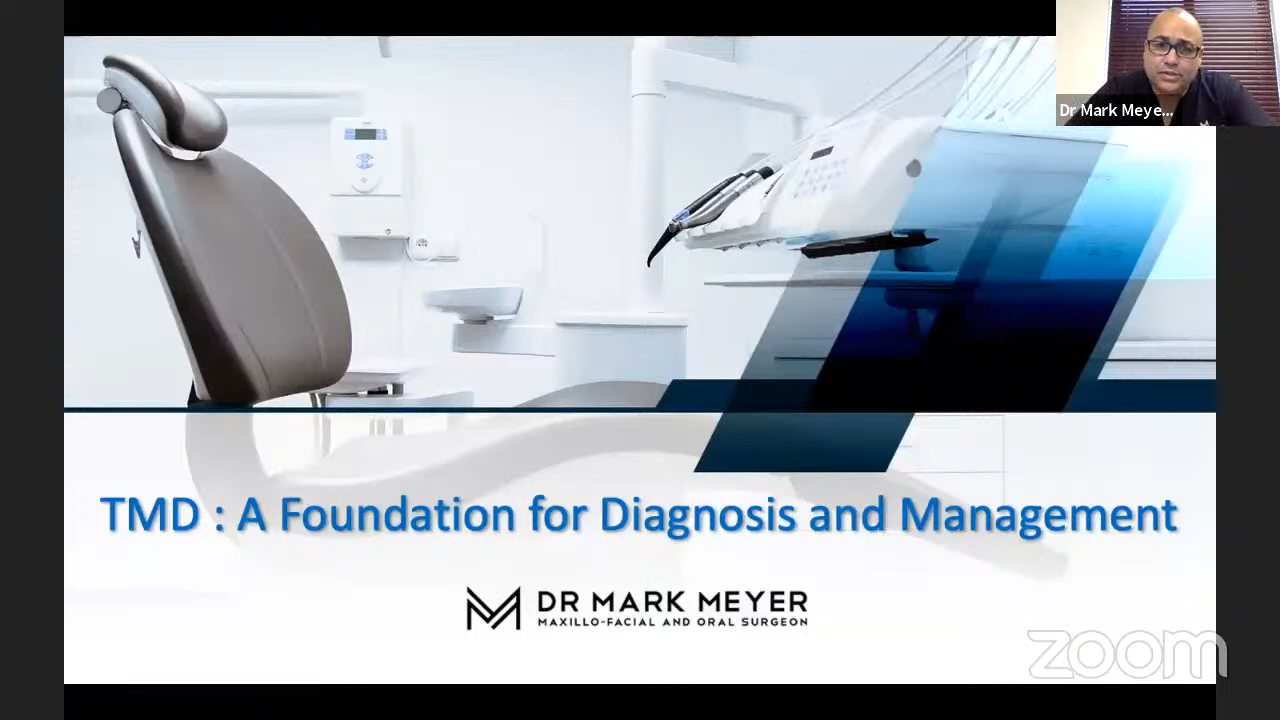 Dr Mark Meye...
TMD : A Foundation for Diagnosis and Management
DR MARK MEYER
MAXILLO-FACIAL AND ORAL SURGEON
zoom